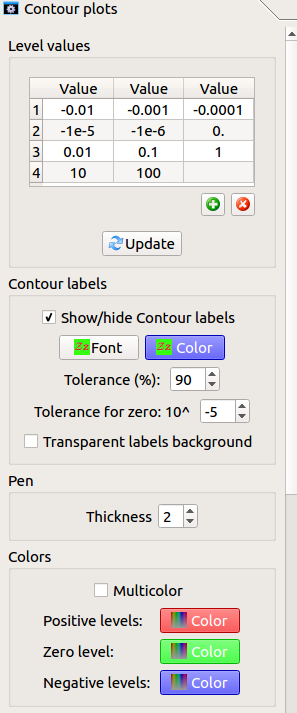 Contour plots
Level values
Value Value Value
1 -0.01 -0.001 -0.0001
2 -1e-5 -1e-6 0.
3 0.01 0.1 1
4 10 100
Update
Contour labels
Show/hide Contour labels
Zz Font Zz Color
Tolerance (%): 90
Tolerance for zero: 10^ -5
Transparent labels background
Pen
Thickness 2
Colors
Multicolor
Positive levels: Color
Zero level: Color
Negative levels: Color